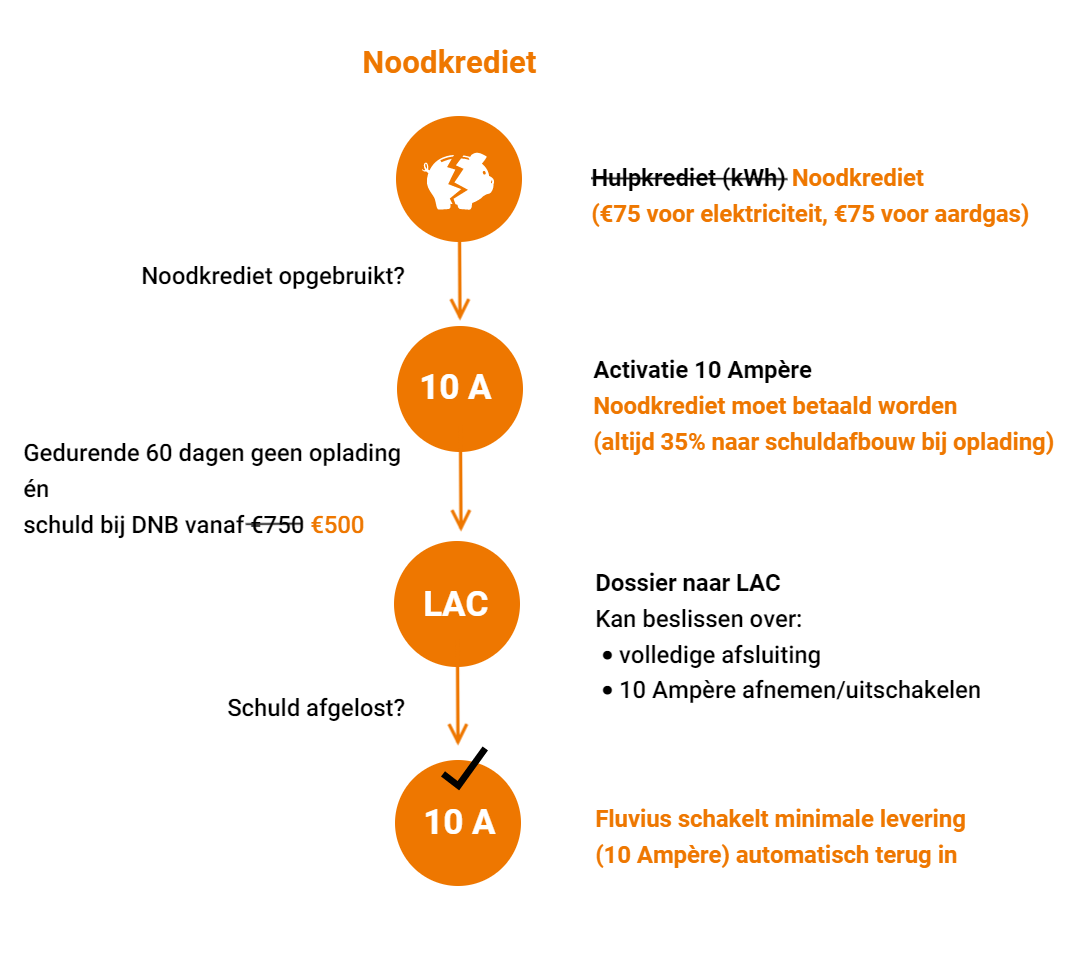 Noodkrediet
Hulpkrediet (kWh) Noodkrediet
(€75 voor elektriciteit, €75 voor aardgas)
Noodkrediet opgebruikt?
10 A
Activatie 10 Ampère
Noodkrediet moet betaald worden
(altijd 35% naar schuldafbouw bij oplading)
Gedurende 60 dagen geen oplading
én
schuld bij DNB vanaf €750 €500
LAC
Dossier naar LAC
Kan beslissen over:
• volledige afsluiting
• 10 Ampère afnemen/uitschakelen
Schuld afgelost?
10 A
Fluvius schakelt minimale levering
(10 Ampère) automatisch terug in